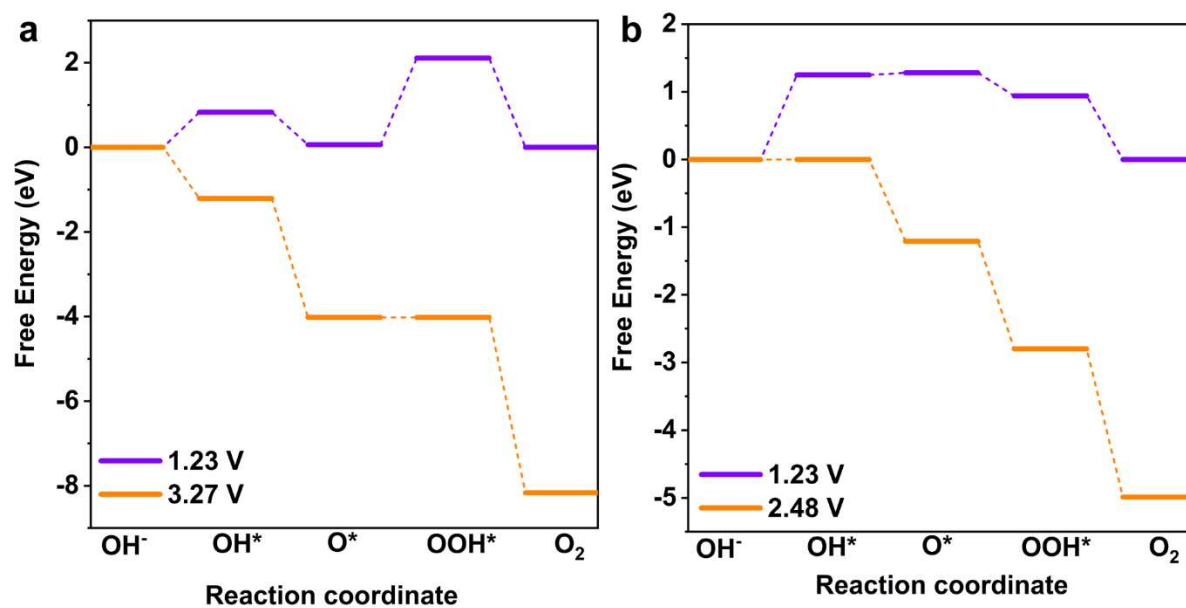 a
Free Energy (eV)
2
0
-2
-4
-6
-8
1.23 V
3.27 V
OH⁻ OH* O* OOH* O₂
Reaction coordinate
b
Free Energy (eV)
2
1
0
-1
-2
-3
-4
-5
1.23 V
2.48 V
OH⁻ OH* O* OOH* O₂
Reaction coordinate